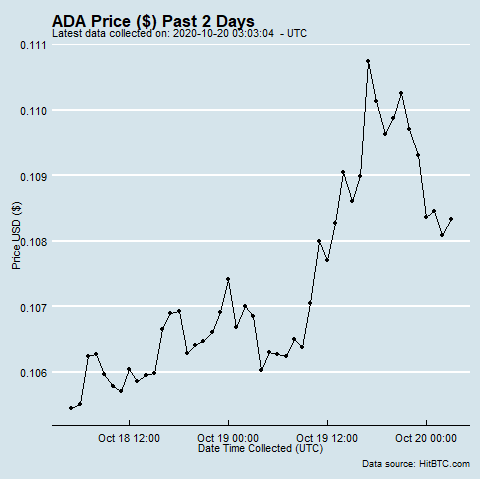 ADA Price ($) Past 2 Days
Latest data collected on: 2020-10-20 03:03:04  - UTC
0.111
0.110
0.109
0.108
0.107
0.106
Price USD ($)
Oct 18 12:00 Oct 19 00:00 Oct 19 12:00 Oct 20 00:00
Date Time Collected (UTC)
Data source: HitBTC.com